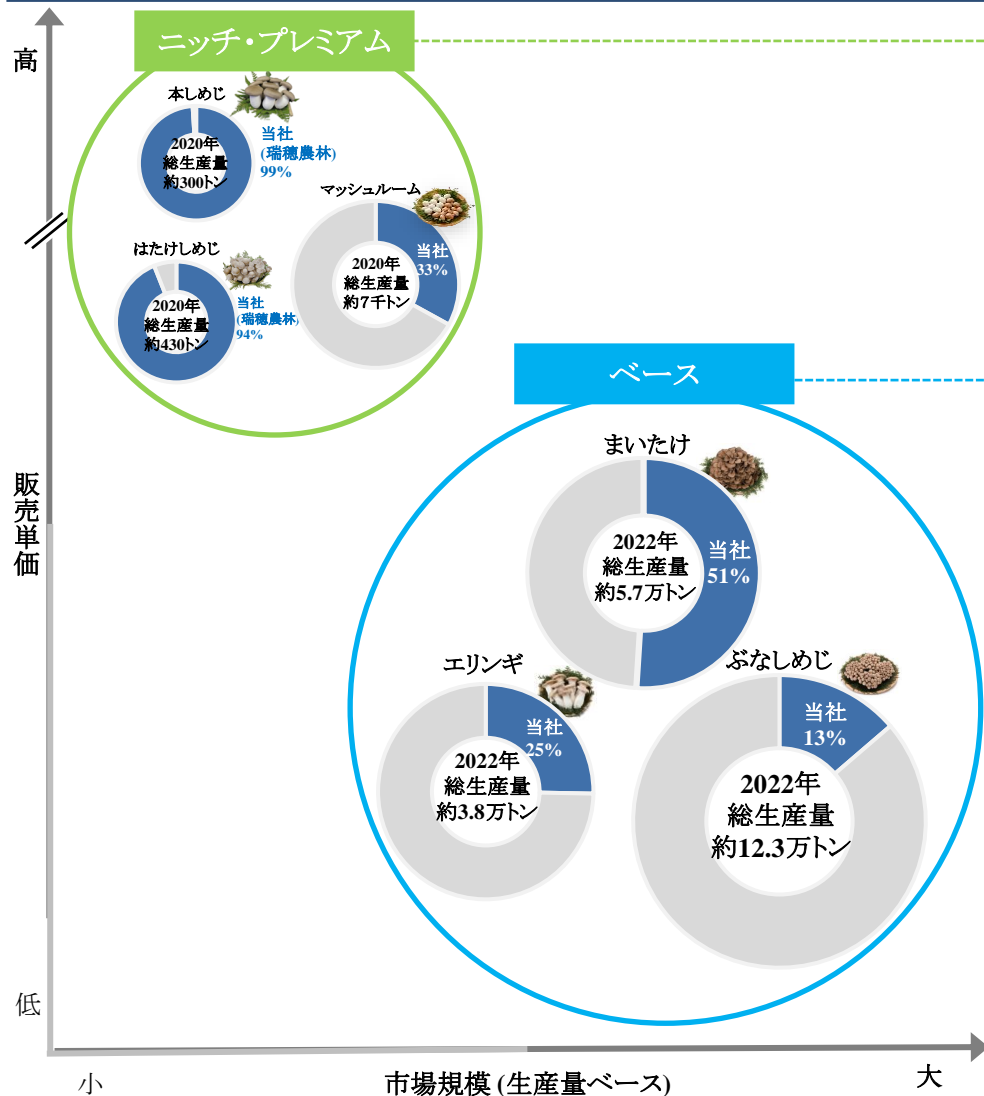 ニッチ・プレミアム
高
本しめじ
2020年
総生産量
約300トン
当社
(瑞穂農林)
99%
マッシュルーム
2020年
総生産量
約7千トン
当社
33%
はたけしめじ
2020年
総生産量
約430トン
当社
(瑞穂農林)
94%
ベース
まいたけ
2022年
総生産量
約5.7万トン
当社
51%
エリンギ
2022年
総生産量
約3.8万トン
当社
25%
ぶなしめじ
2022年
総生産量
約12.3万トン
当社
13%
販売単価
低
小
市場規模 (生産量ベース)
大